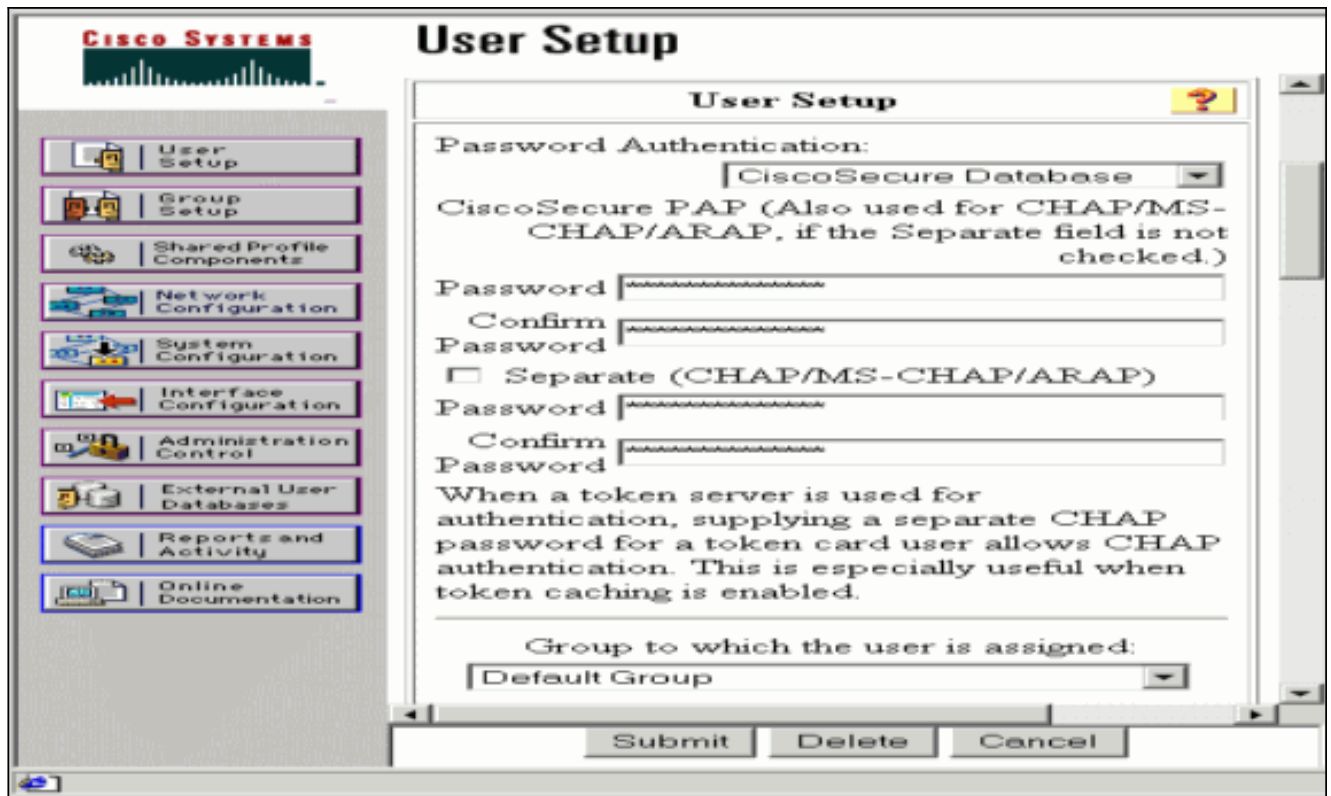 CISCO SYSTEMS
User Setup
User
Setup
Group
Setup
Shared Profile
Components
Network
Configuration
System
Configuration
Interface
Configuration
Administration
Control
External User
Databases
Reports and
Activity
Online
Documentation
User Setup
?
Password Authentication:
CiscoSecure Database
CiscoSecure PAP (Also used for CHAP/MS-
CHAP/ARAP, if the Separate field is not
checked.)
Password ***************
Confirm
Password ***************
Separate (CHAP/MS-CHAP/ARAP)
Password ***************
Confirm
Password ***************
When a token server is used for
authentication, supplying a separate CHAP
password for a token card user allows CHAP
authentication. This is especially useful when
token caching is enabled.
Group to which the user is assigned:
Default Group
Submit Delete Cancel